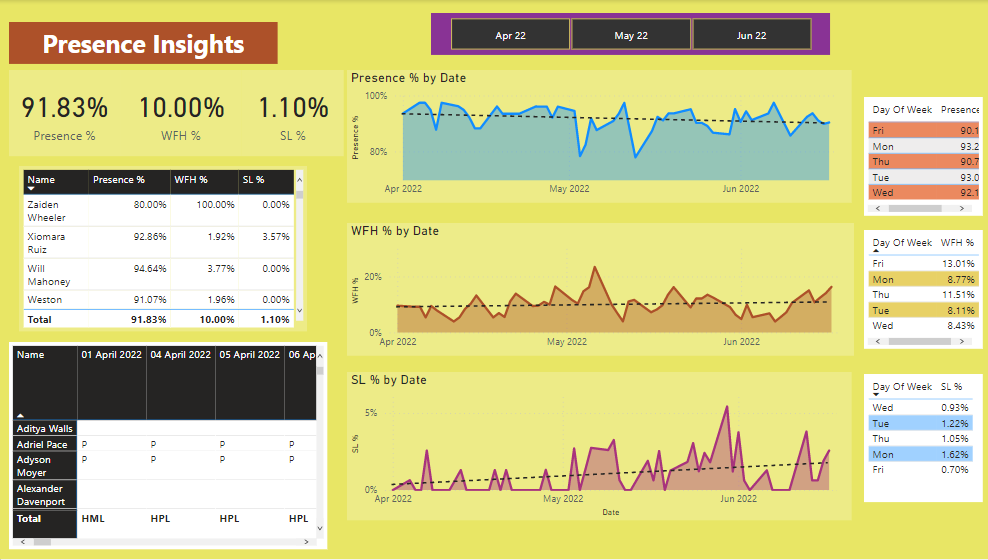 Presence Insights
Apr 22 May 22 Jun 22
91.83% 10.00% 1.10%
Presence % WFH % SL %
Name Presence % WFH % SL %
Zaiden Wheeler 80.00% 100.00% 0.00%
Xiomara Ruiz 92.86% 1.92% 3.57%
Will Mahoney 94.64% 3.77% 0.00%
Weston 91.07% 1.96% 0.00%
Total 91.83% 10.00% 1.10%
Name 01 April 2022 04 April 2022 05 April 2022 06 Ap
Aditya Walls
Adriel Pace P P P P
Adyson Moyer P P P P
Alexander Davenport
Total HML HPL HPL HPL
Presence % by Date
Presence %
100%
80%
Apr 2022 May 2022 Jun 2022
WFH % by Date
WFH %
20%
0%
Apr 2022 May 2022 Jun 2022
SL % by Date
SL %
5%
0%
Apr 2022 May 2022 Jun 2022
Date
Day Of Week Presence
Fri 90.1
Mon 93.2
Thu 90.7
Tue 93.0
Wed 92.1
Day Of Week WFH %
Fri 13.01%
Mon 8.77%
Thu 11.51%
Tue 8.11%
Wed 8.43%
Day Of Week SL %
Wed 0.93%
Tue 1.22%
Thu 1.05%
Mon 1.62%
Fri 0.70%